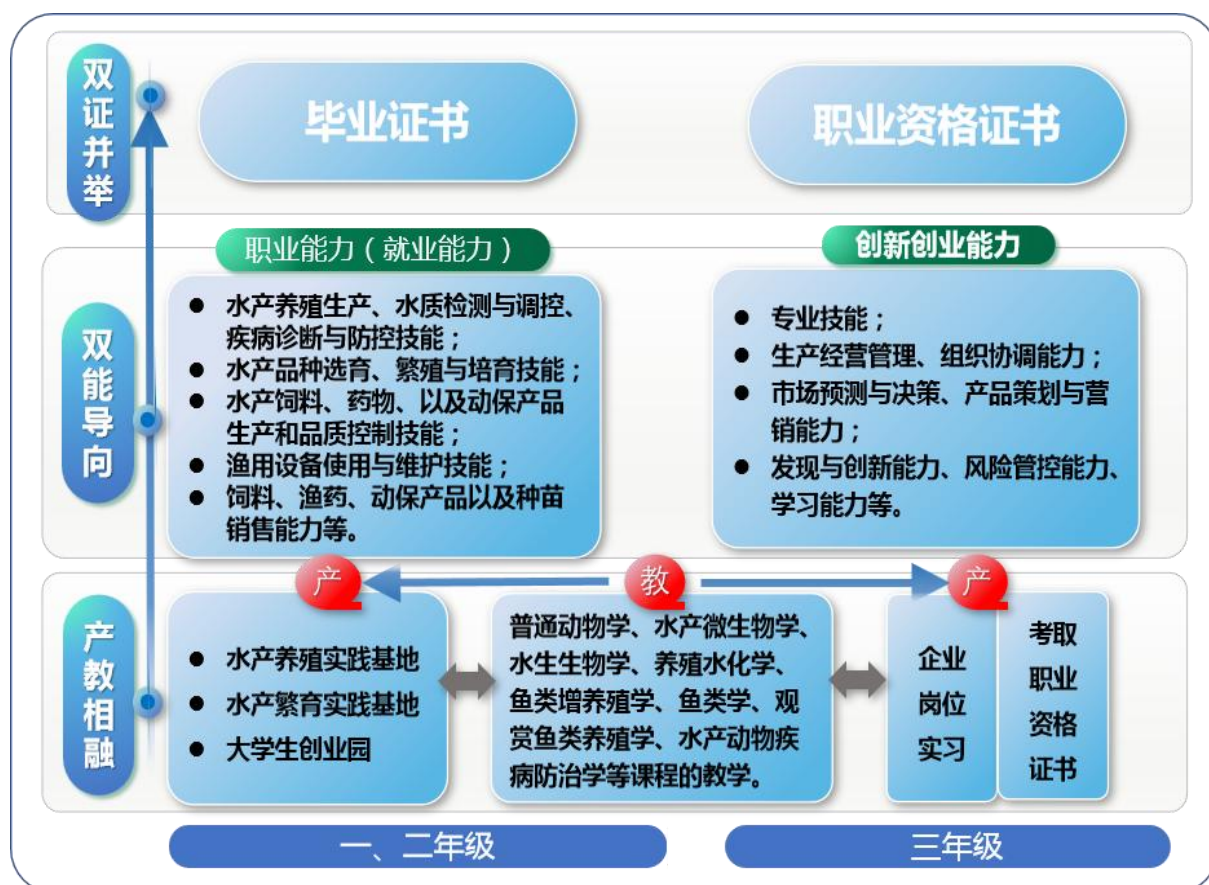 双证并举
毕业证书
职业资格证书
双能导向
职业能力（就业能力）
● 水产养殖生产、水质检测与调控、
疾病诊断与防控技能；
● 水产品种选育、繁殖与培育技能；
● 水产饲料、药物、以及动保产品
生产和品质控制技能；
● 渔用设备使用与维护技能；
● 饲料、渔药、动保产品以及种苗
销售能力等。
创新创业能力
● 专业技能；
● 生产经营管理、组织协调能力；
● 市场预测与决策、产品策划与营
销能力；
● 发现与创新能力、风险管控能力、
学习能力等。
产教相融
产
教
产
● 水产养殖实践基地
● 水产繁育实践基地
● 大学生创业园
普通动物学、水产微生物学、
水生生物学、养殖水化学、
鱼类增养殖学、鱼类学、观
赏鱼类养殖学、水产动物疾
病防治学等课程的教学。
企业
岗位
实习
考取
职业
资格
证书
一、二年级
三年级